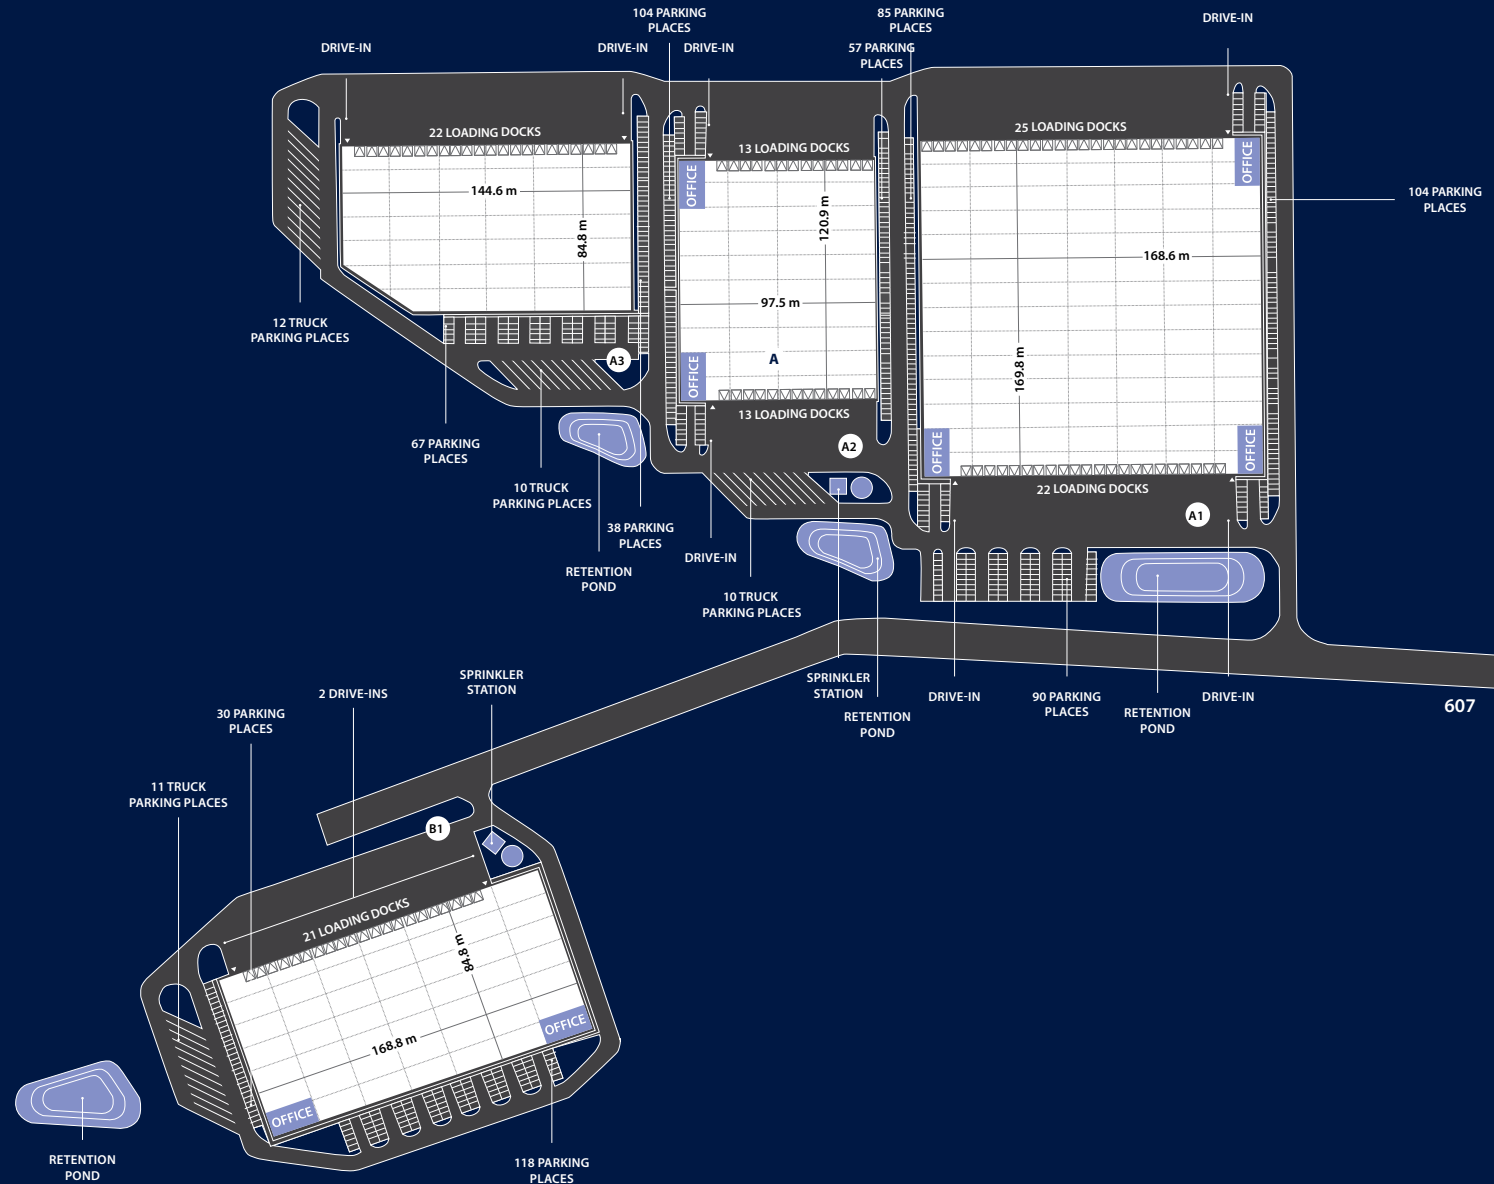 104 PARKING
PLACES
85 PARKING
PLACES
DRIVE-IN
DRIVE-IN
DRIVE-IN
DRIVE-IN
57 PARKING
PLACES
22 LOADING DOCKS
13 LOADING DOCKS
25 LOADING DOCKS
OFFICE
OFFICE
144.6 m
84.8 m
120.9 m
104 PARKING
PLACES
168.6 m
97.5 m
12 TRUCK
PARKING PLACES
A3
A
169.8 m
OFFICE
13 LOADING DOCKS
67 PARKING
PLACES
A2
OFFICE
OFFICE
10 TRUCK
PARKING PLACES
22 LOADING DOCKS
A1
38 PARKING
PLACES
DRIVE-IN
RETENTION
POND
10 TRUCK
PARKING PLACES
SPRINKLER
STATION
SPRINKLER
STATION
2 DRIVE-INS
DRIVE-IN
90 PARKING
PLACES
DRIVE-IN
RETENTION
POND
RETENTION
POND
607
30 PARKING
PLACES
11 TRUCK
PARKING PLACES
B1
21 LOADING DOCKS
84.8 m
168.8 m
OFFICE
OFFICE
RETENTION
POND
118 PARKING
PLACES